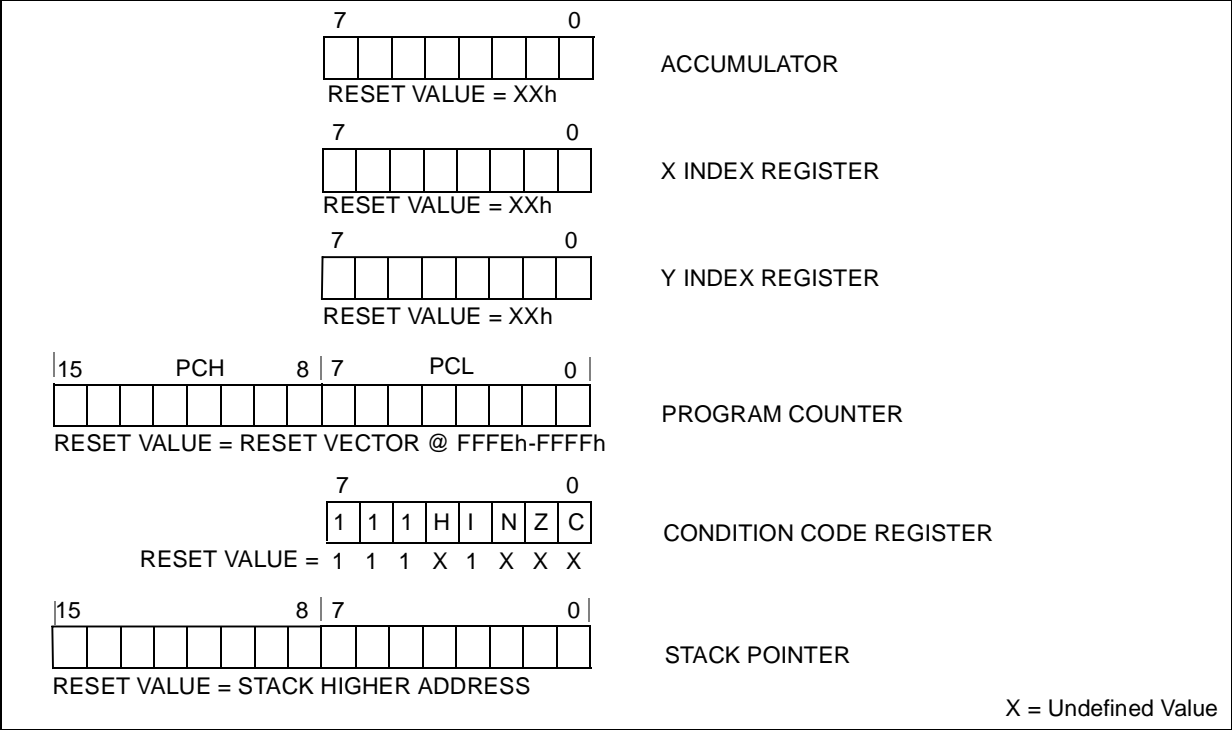 7 0
ACCUMULATOR
RESET VALUE = XXh
7 0
X INDEX REGISTER
RESET VALUE = XXh
7 0
Y INDEX REGISTER
RESET VALUE = XXh
15 PCH 8 7 PCL 0
PROGRAM COUNTER
RESET VALUE = RESET VECTOR @ FFFEh-FFFFh
7 0
1 1 1 H I N Z C
CONDITION CODE REGISTER
RESET VALUE = 1 1 1 X 1 X X X
15 8 7 0
STACK POINTER
RESET VALUE = STACK HIGHER ADDRESS
X = Undefined Value